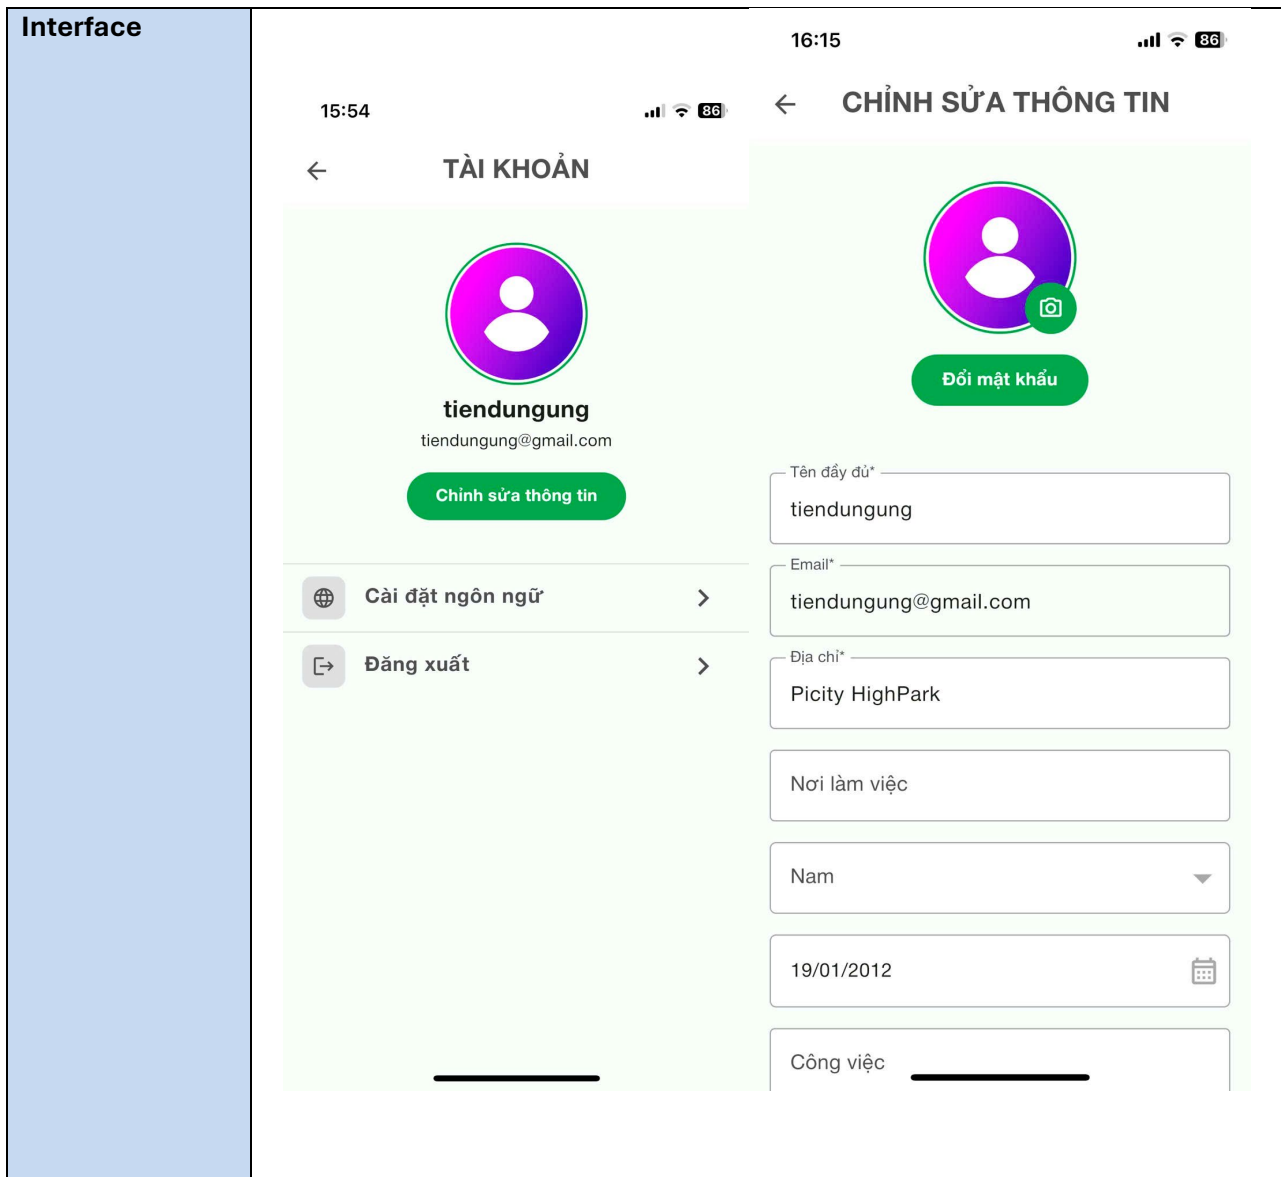 Interface
15:54
86
TÀI KHOẢN
tiendungung
tiendungung@gmail.com
Chỉnh sửa thông tin
Cài đặt ngôn ngữ
Đăng xuất
16:15
86
CHỈNH SỬA THÔNG TIN
Đổi mật khẩu
Tên đầy đủ*
tiendungung
Email*
tiendungung@gmail.com
Địa chỉ*
Picity HighPark
Nơi làm việc
Nam
19/01/2012
Công việc